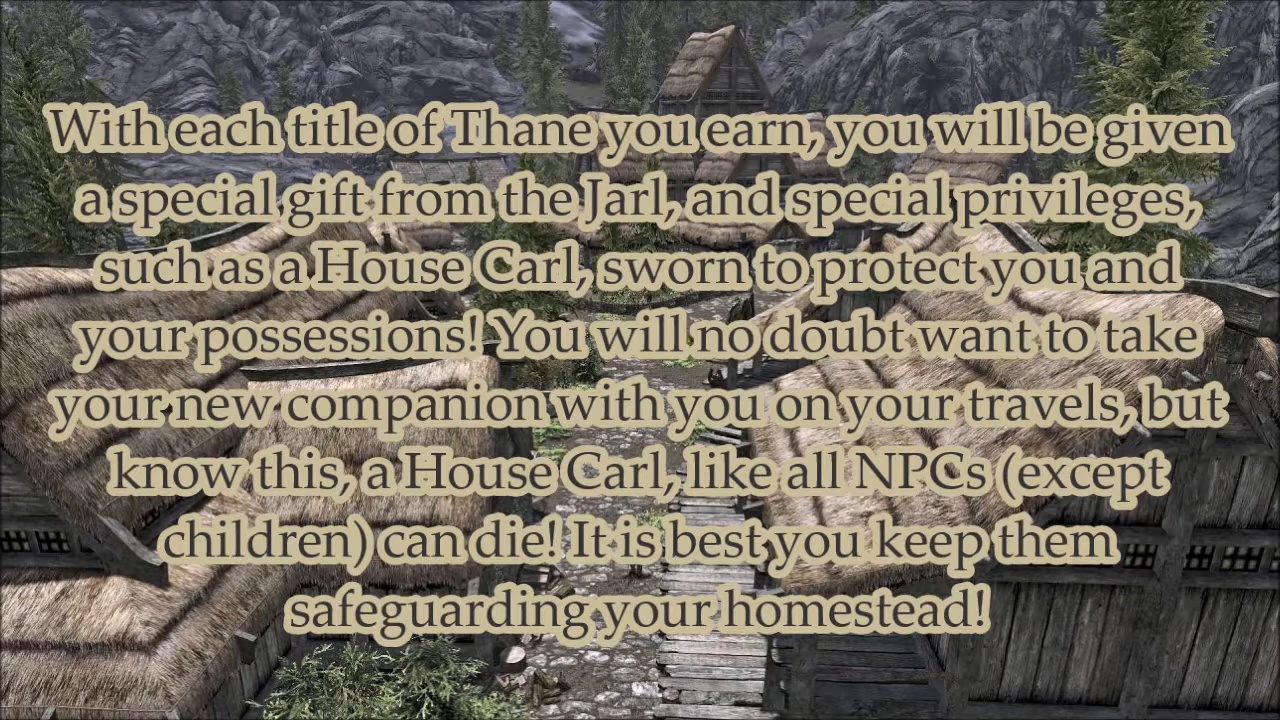 With each title of Thane you earn, you will be given
a special gift from the Jarl, and special privileges,
such as a House Carl, sworn to protect you and
your possessions! You will no doubt want to take
your new companion with you on your travels, but
know this, a House Carl, like all NPCs (except
children) can die! It is best you keep them
safeguarding your homestead!